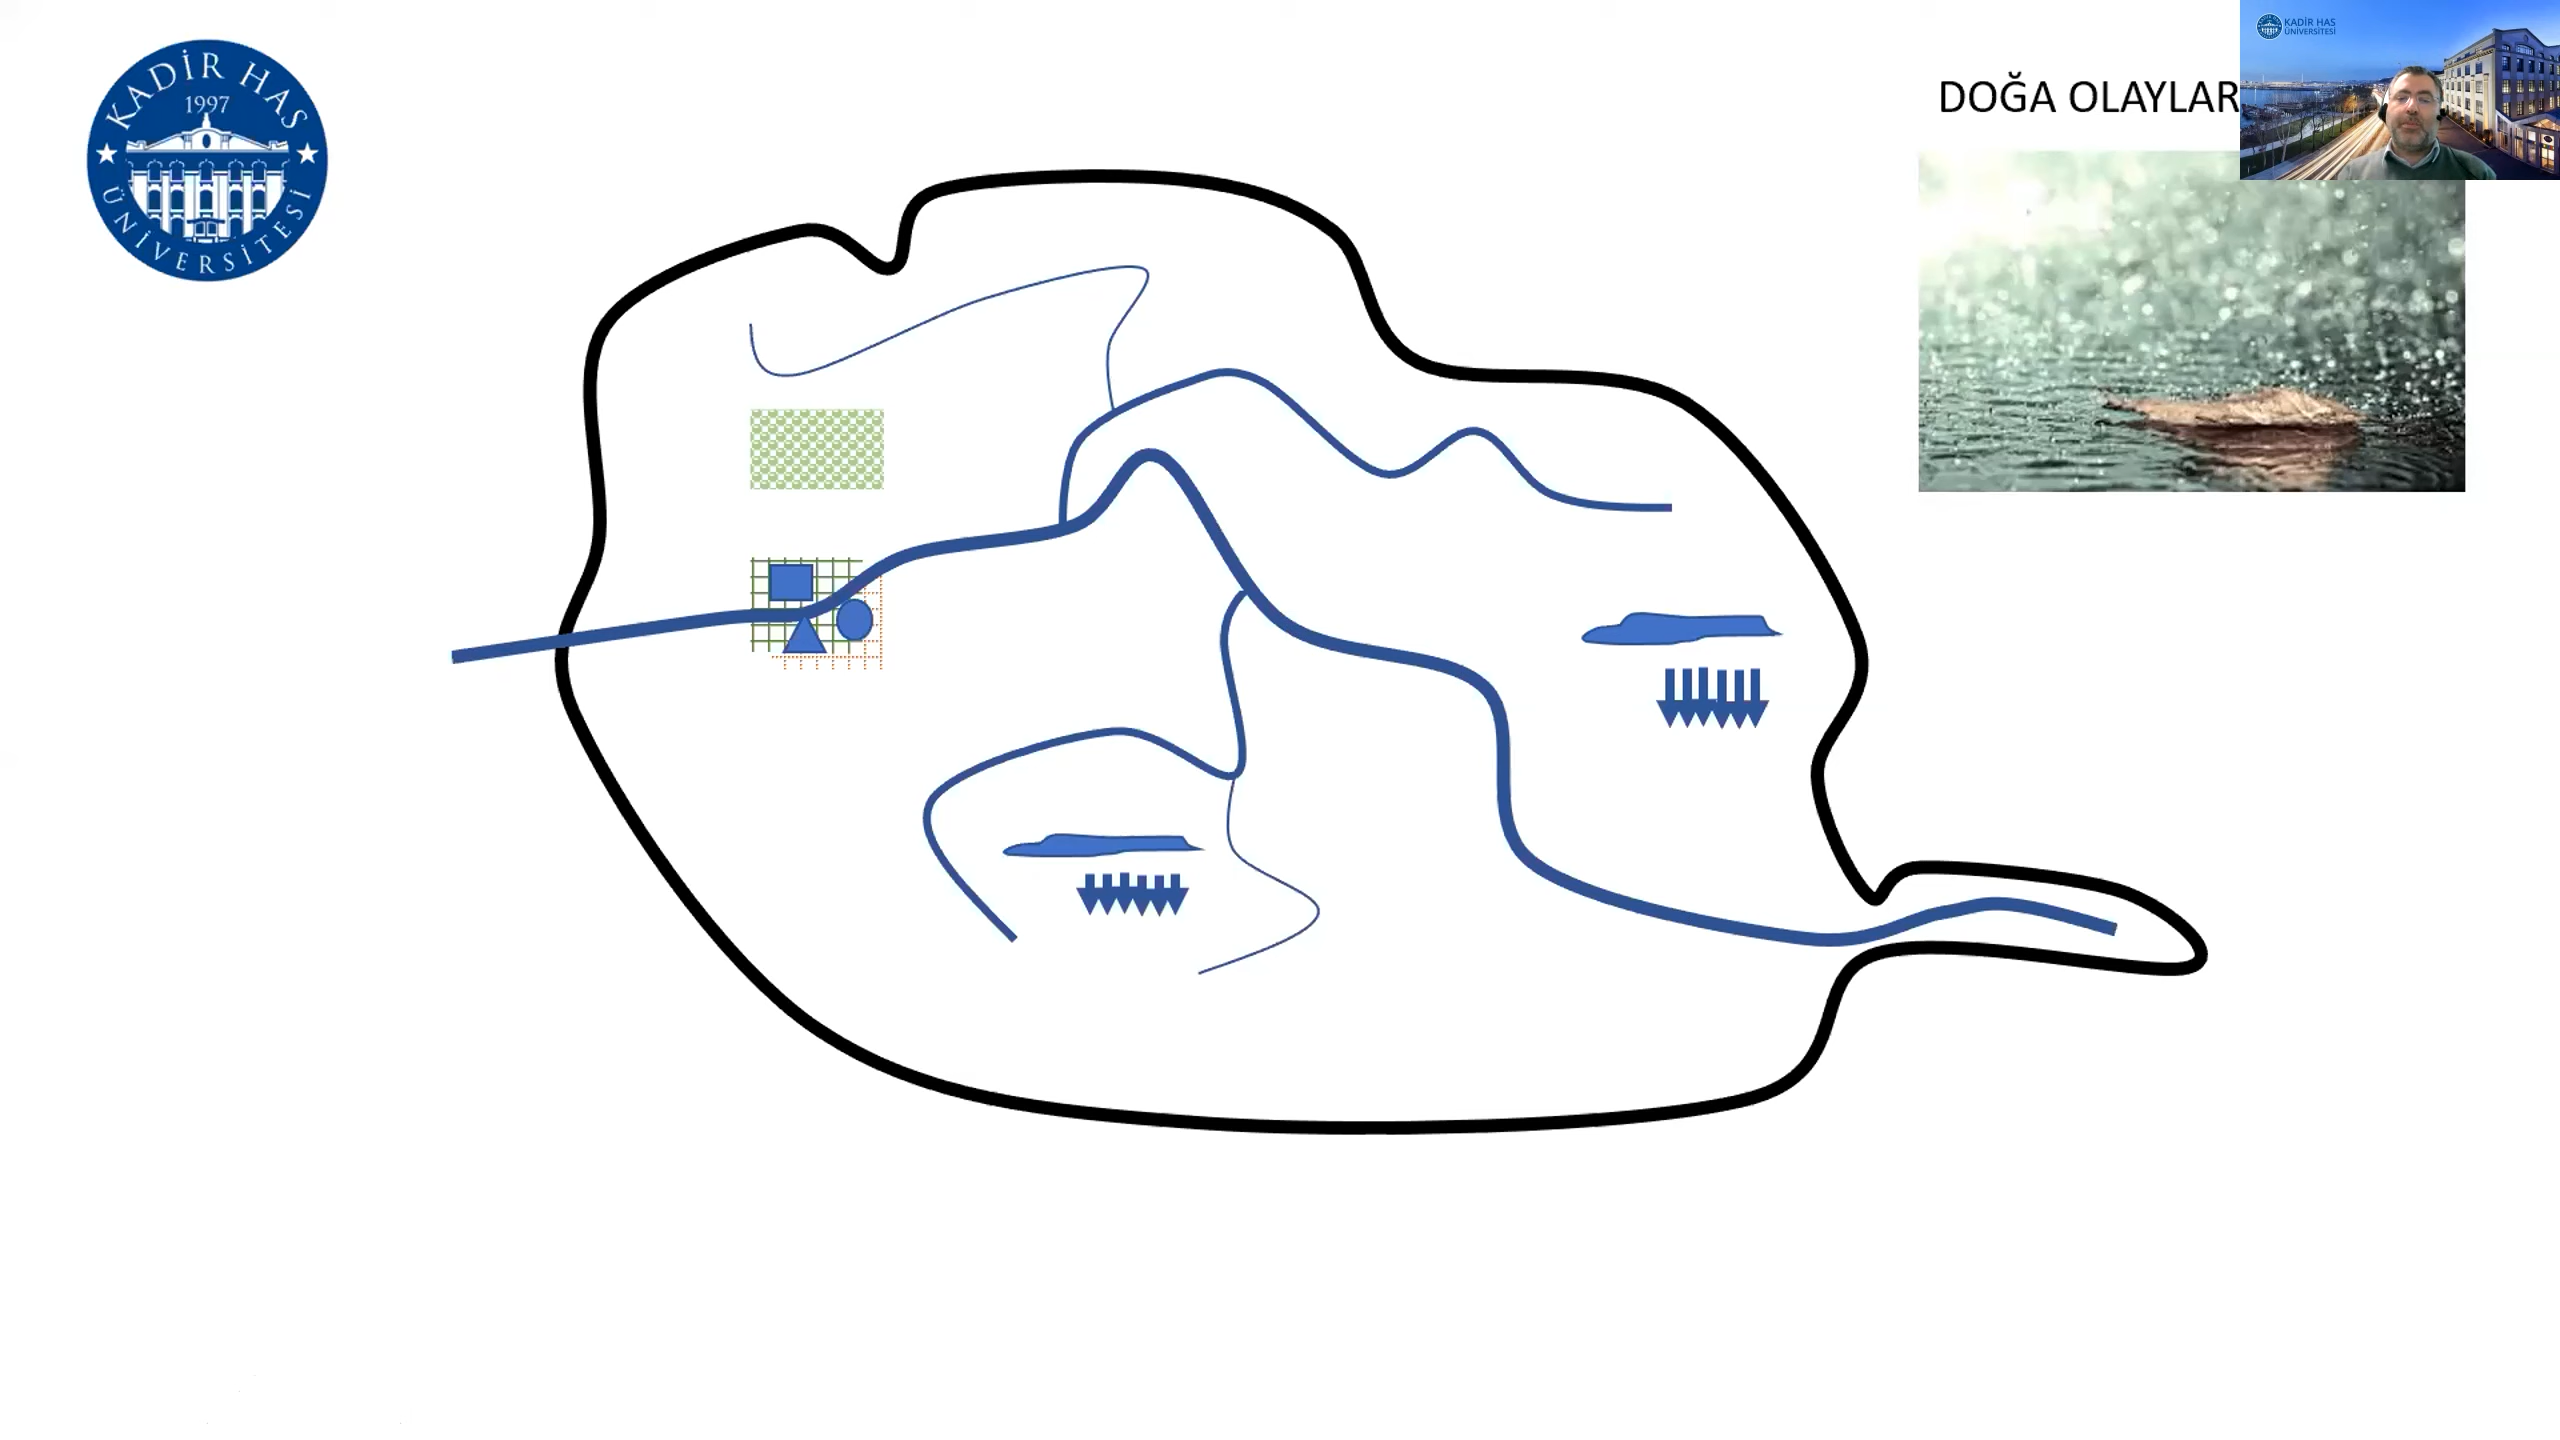 KADİR HAS
1997
ÜNİVERSİTESİ
DOĞA OLAYLAR
KADİR HAS
ÜNİVERSİTESİ